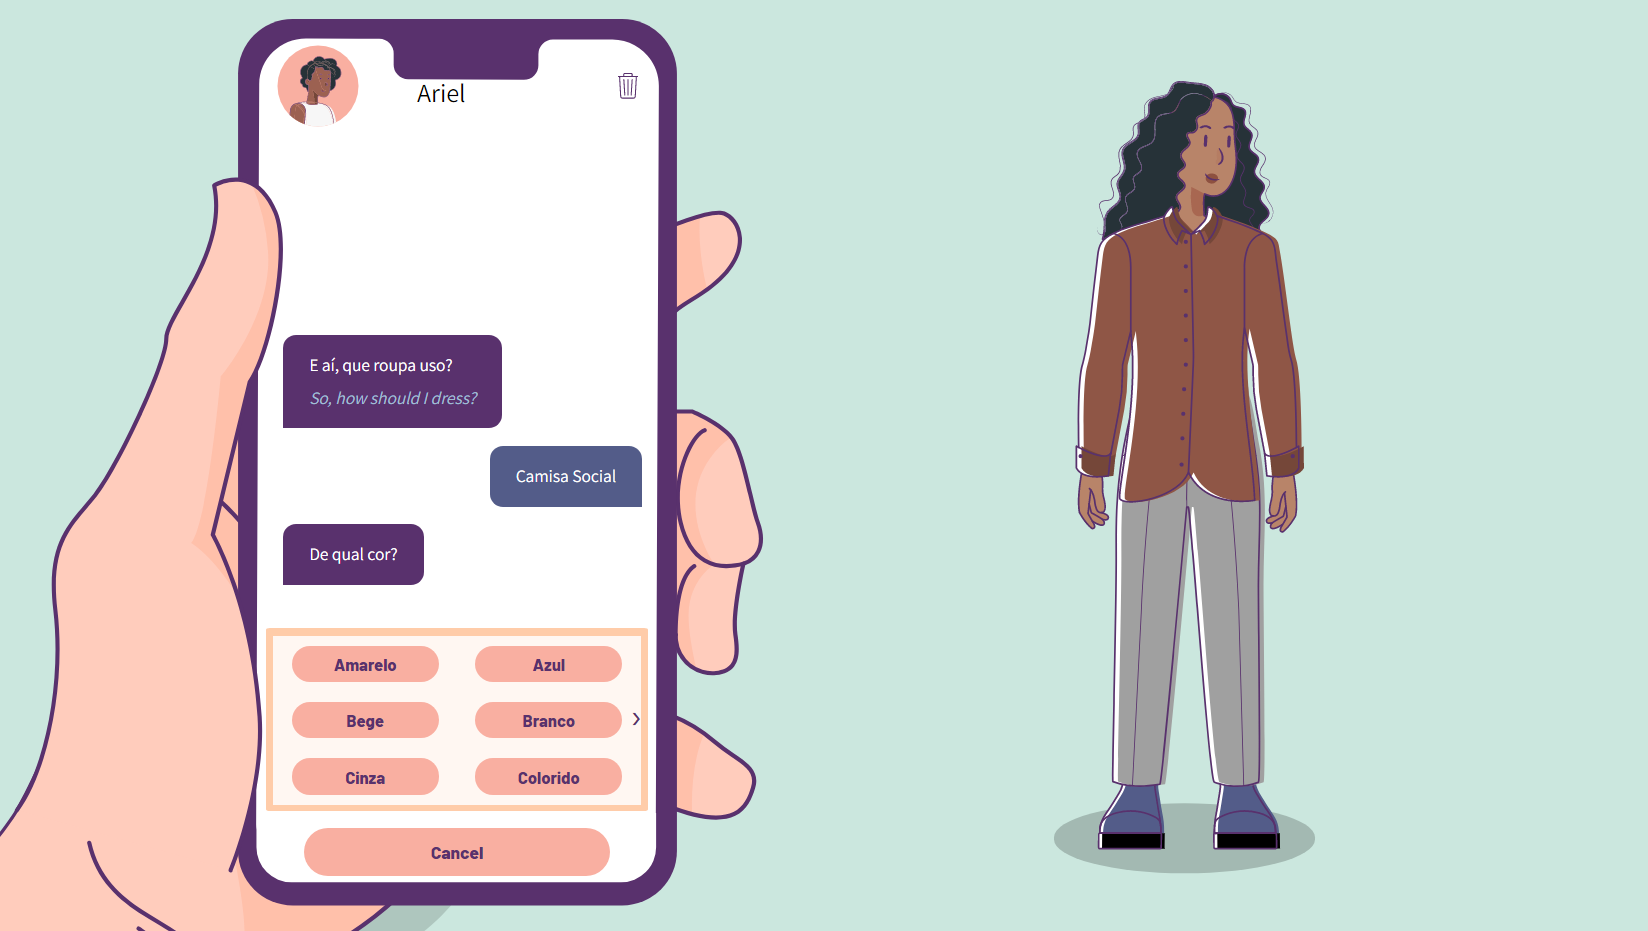 Ariel
E aí, que roupa uso?
So, how should I dress?
Camisa Social
De qual cor?
Amarelo
Azul
Bege
Branco
Cinza
Colorido
Cancel